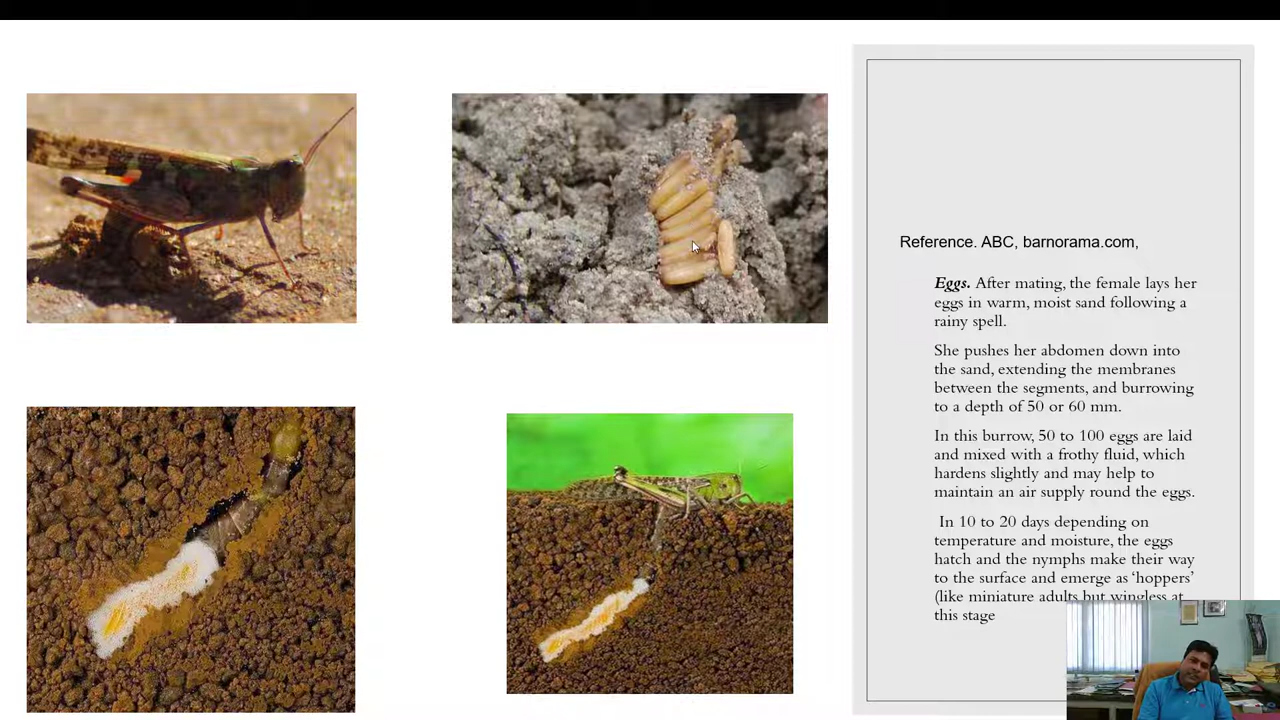 Reference. ABC, barnorama.com,
Eggs. After mating, the female lays her
eggs in warm, moist sand following a
rainy spell.
She pushes her abdomen down into
the sand, extending the membranes
between the segments, and burrowing
to a depth of 50 or 60 mm.
In this burrow, 50 to 100 eggs are laid
and mixed with a frothy fluid, which
hardens slightly and may help to
maintain an air supply round the eggs.
In 10 to 20 days depending on
temperature and moisture, the eggs
hatch and the nymphs make their way
to the surface and emerge as ‘hoppers’
(like miniature adults but wingless at
this stage